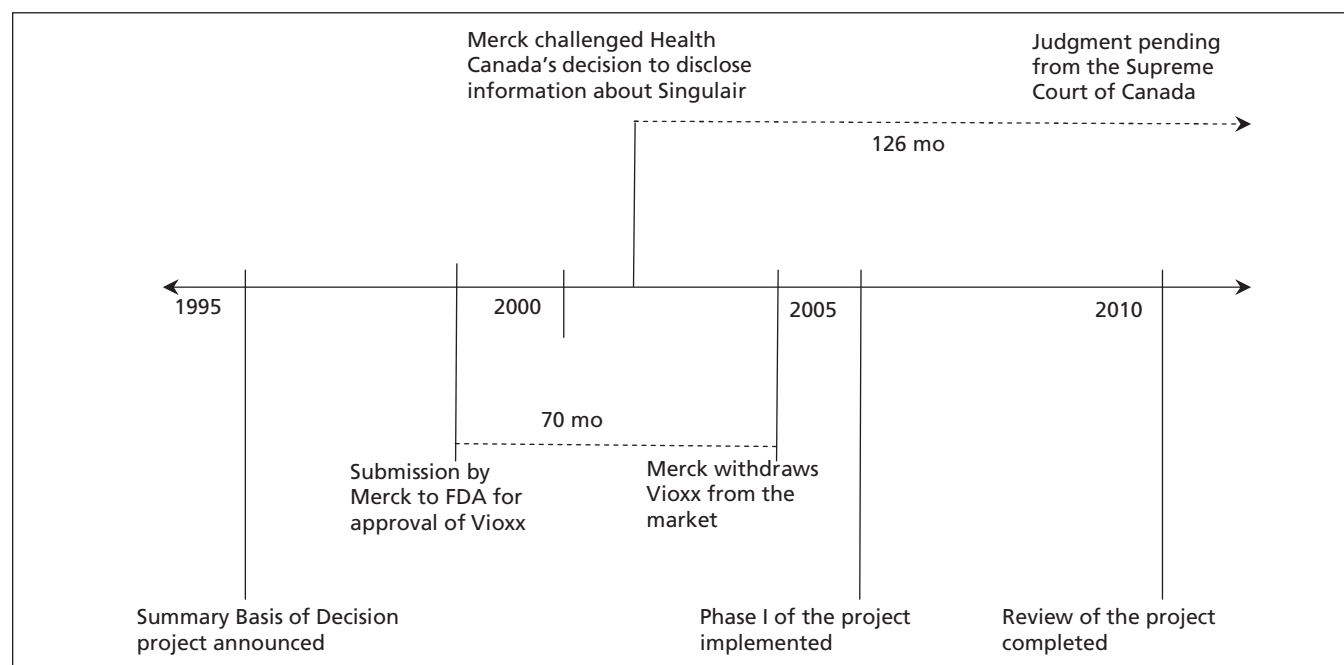 Merck challenged Health
Canada's decision to disclose
information about Singulair
Judgment pending
from the Supreme
Court of Canada
126 mo
1995
2000
2005
2010
70 mo
Submission by
Merck to FDA for
approval of Vioxx
Merck withdraws
Vioxx from the
market
Summary Basis of Decision
project announced
Phase I of the project
implemented
Review of the project
completed